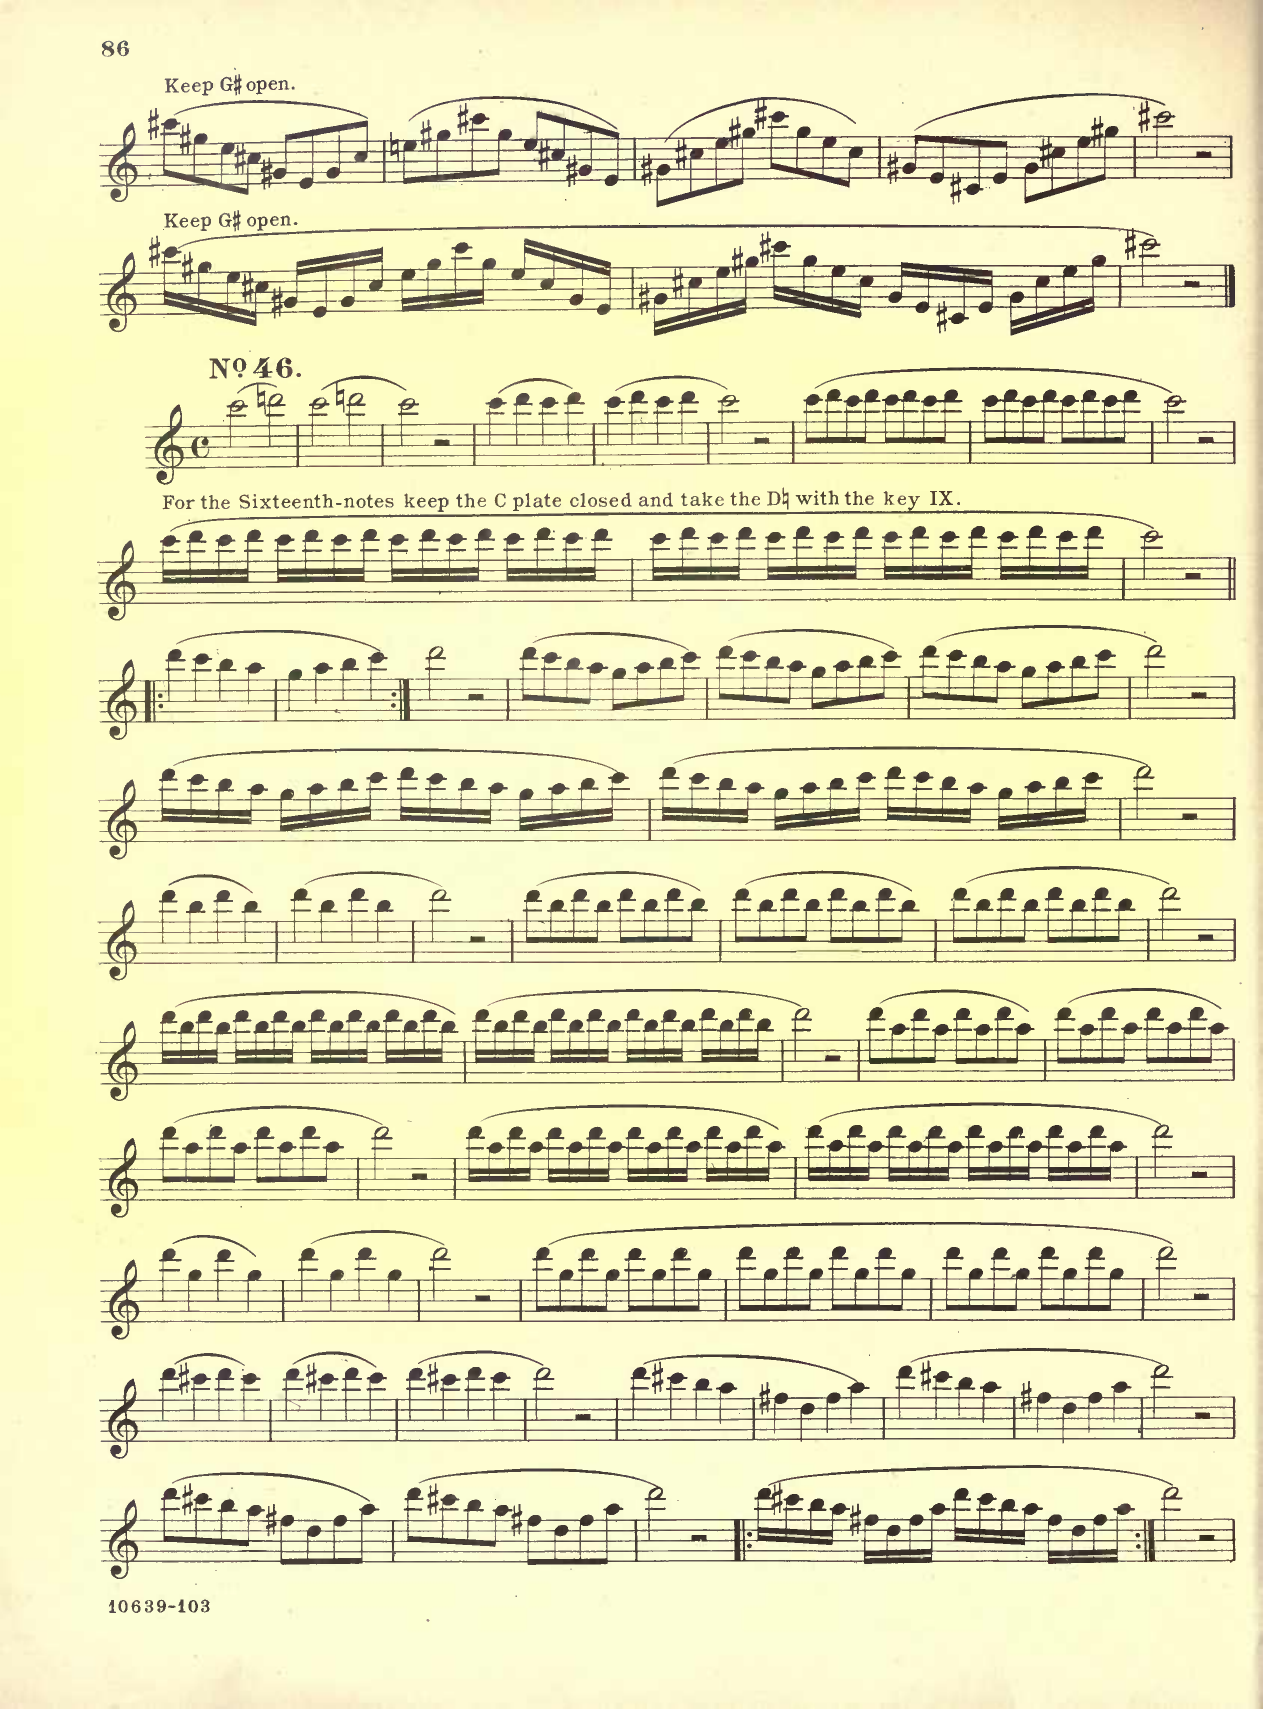 86
Keep G♯ open.
Keep G♯ open.
No. 46.
For the Sixteenth-notes keep the C plate closed and take the D♮ with the key IX.
10639-103